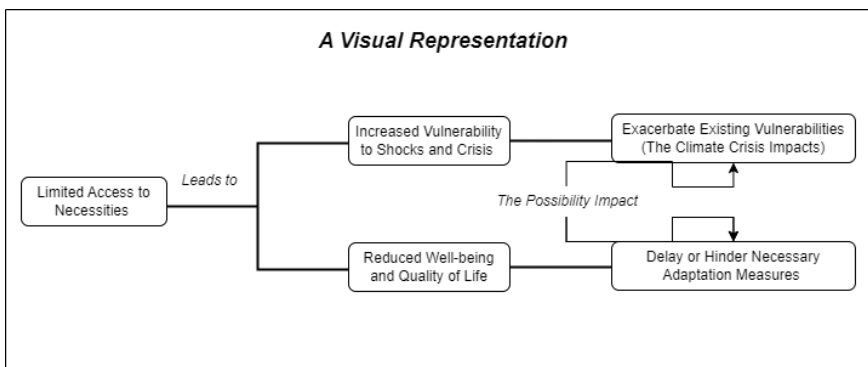 A Visual Representation
Increased Vulnerability
to Shocks and Crisis
Exacerbate Existing Vulnerabilities
(The Climate Crisis Impacts)
Leads to
Limited Access to
Necessities
The Possibility Impact
Reduced Well-being
and Quality of Life
Delay or Hinder Necessary
Adaptation Measures